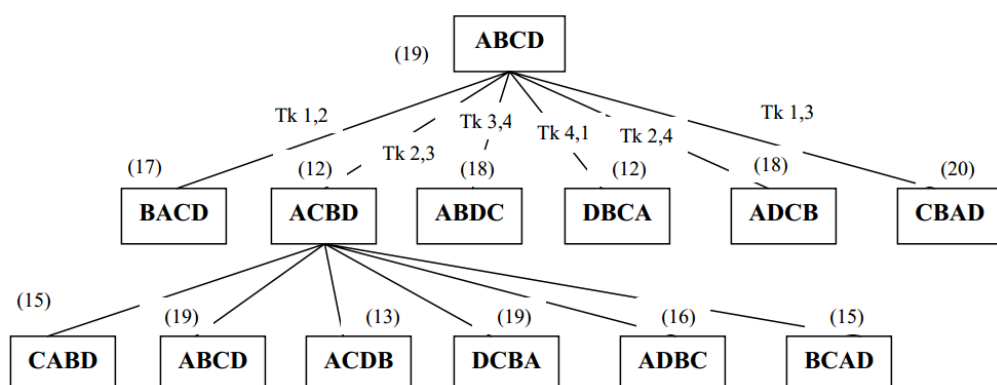 ABCD
(19)
Tk 1,2
Tk 2,3
Tk 3,4
Tk 4,1
Tk 2,4
Tk 1,3
(17)
(12)
(18)
(12)
(18)
(20)
BACD
ACBD
ABDC
DBCA
ADCB
CBAD
(15)
(19)
(13)
(19)
(16)
(15)
CABD
ABCD
ACDB
DCBA
ADBC
BCAD